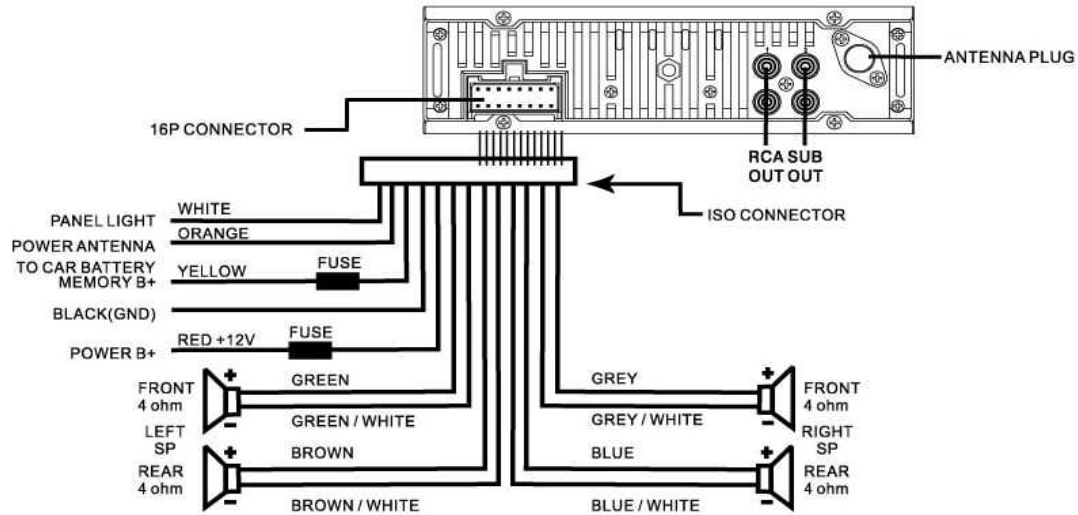 ANTENNA PLUG
16P CONNECTOR
RCA SUB
OUT OUT
ISO CONNECTOR
PANEL LIGHT WHITE
POWER ANTENNA ORANGE
TO CAR BATTERY
MEMORY B+ YELLOW FUSE
BLACK(GND)
POWER B+ RED +12V FUSE
FRONT
4 ohm
+
-
GREEN
GREEN / WHITE
LEFT
SP
REAR
4 ohm
+
-
BROWN
BROWN / WHITE
GREY
GREY / WHITE
+
-
FRONT
4 ohm
RIGHT
SP
BLUE
BLUE / WHITE
+
-
REAR
4 ohm